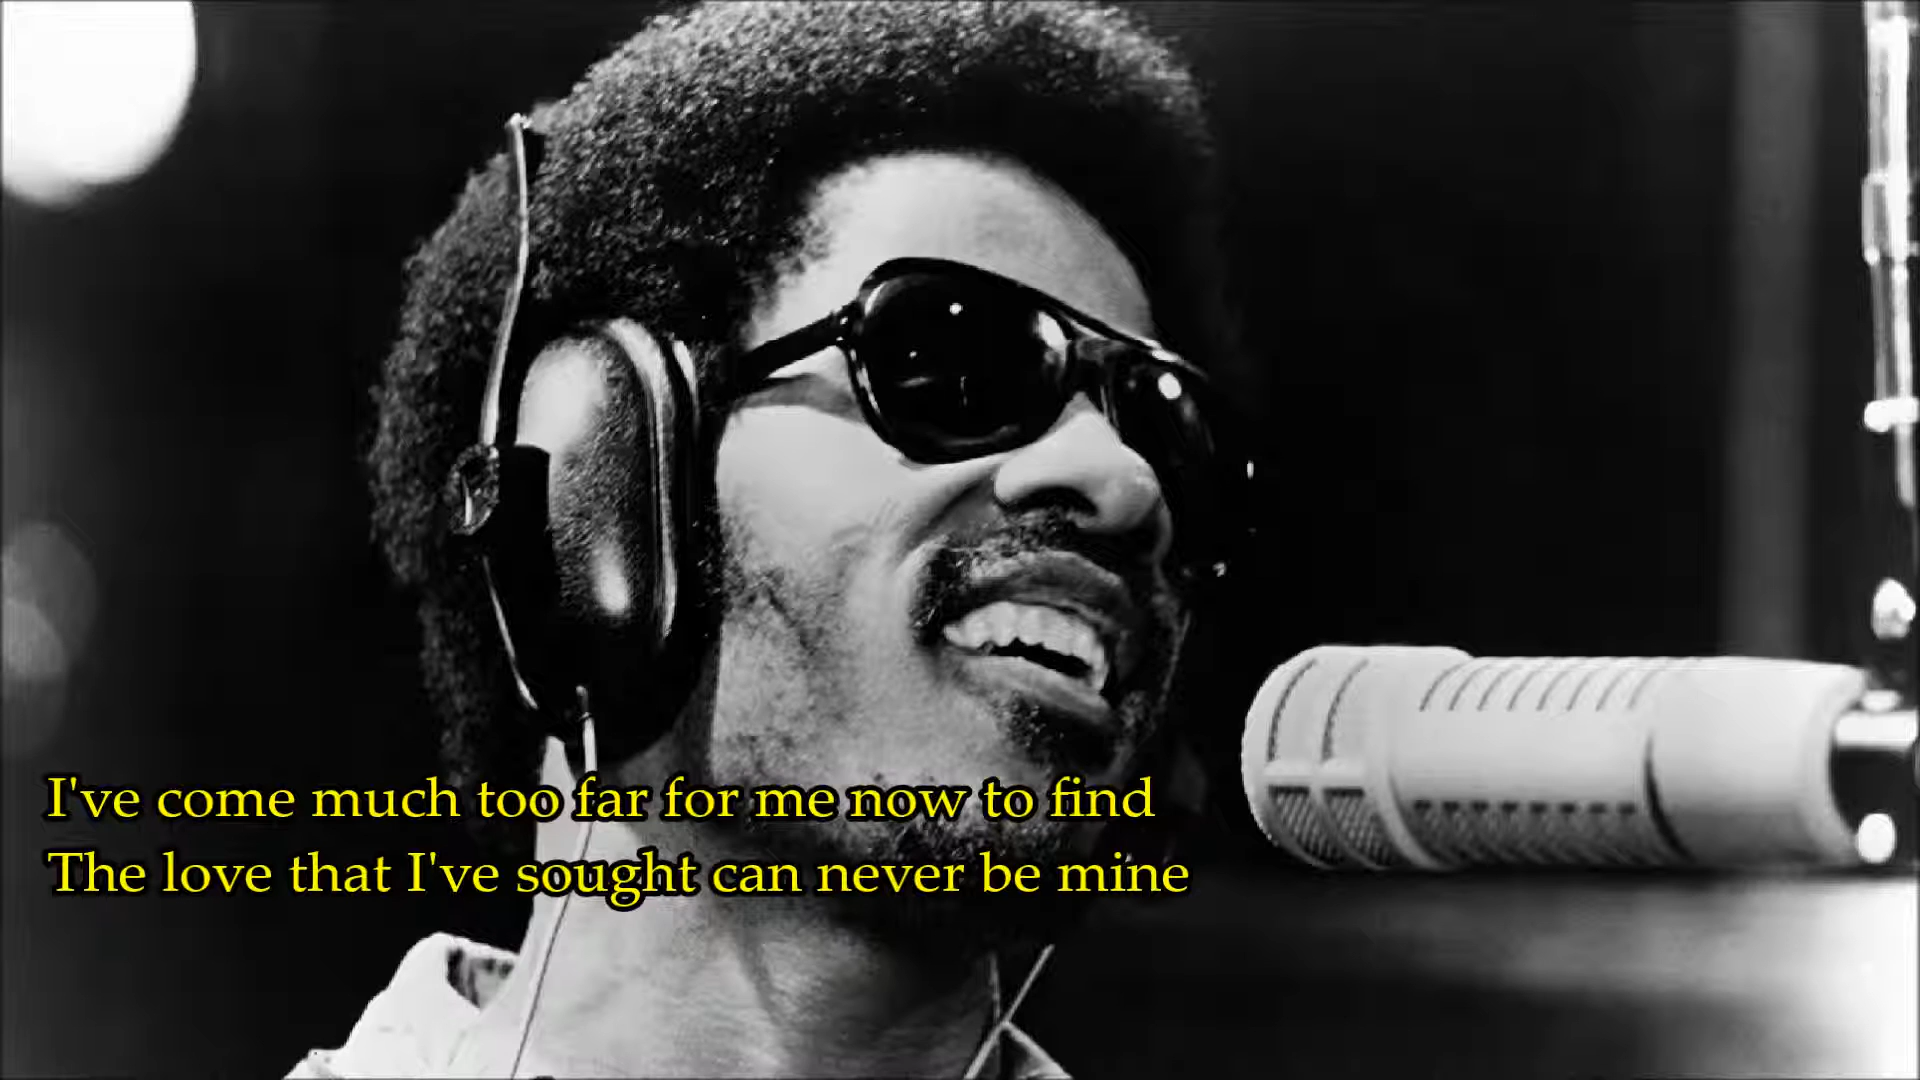 I've come much too far for me now to find
The love that I've sought can never be mine